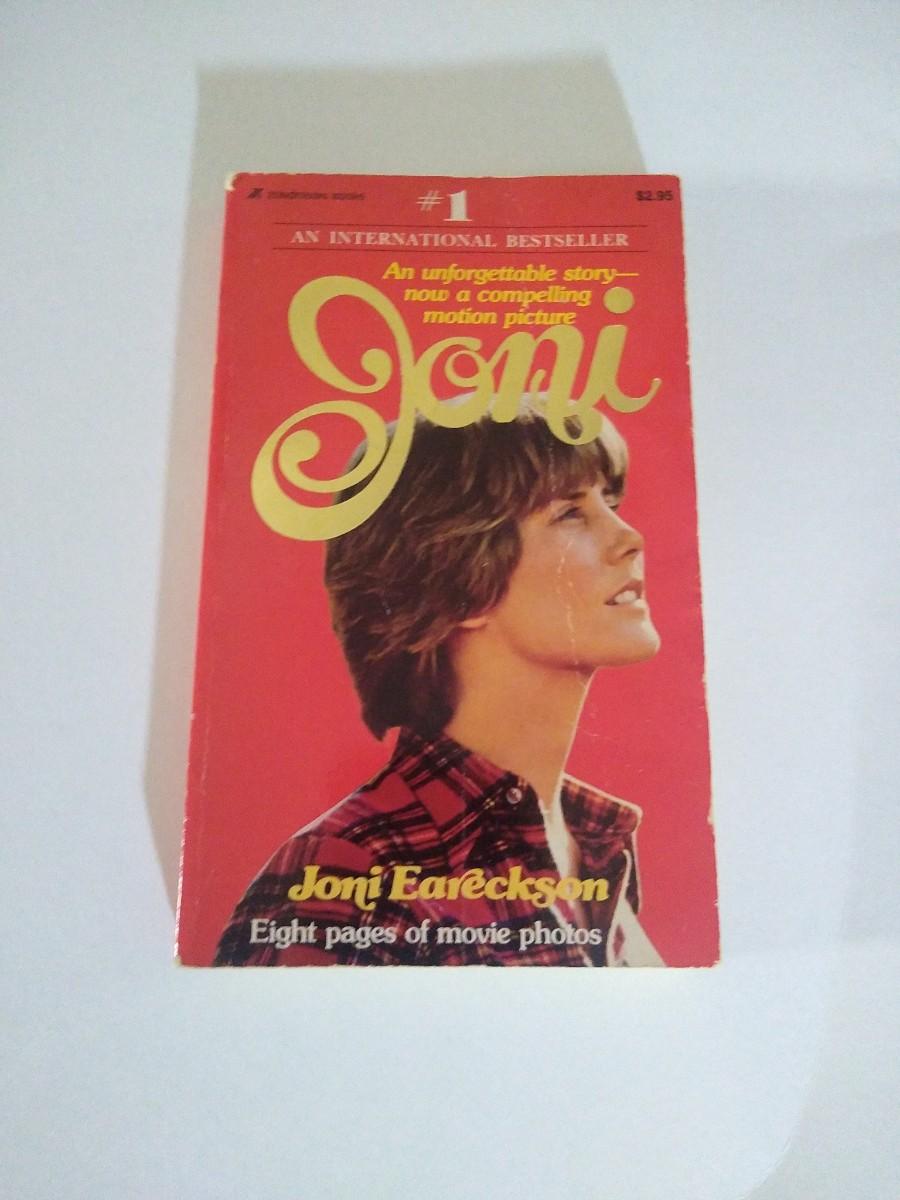 zondervan books
#1
$2.95
AN INTERNATIONAL BESTSELLER
An unforgettable story—
now a compelling
motion picture
Joni
Joni Eareckson
Eight pages of movie photos